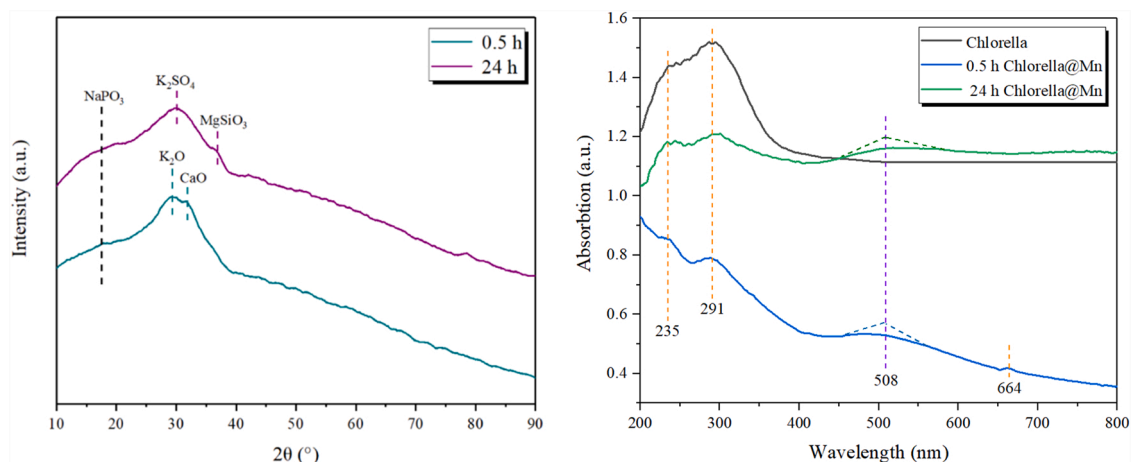 0.5 h
24 h
K₂SO₄
NaPO₃
MgSiO₃
K₂O
CaO
Intensity (a.u.)
10 20 30 40 50 60 70 80 90
2θ (°)
1.6
1.4
1.2
1.0
0.8
0.6
0.4
Absorbtion (a.u.)
Chlorella
0.5 h Chlorella@Mn
24 h Chlorella@Mn
235
291
508
664
200 300 400 500 600 700 800
Wavelength (nm)